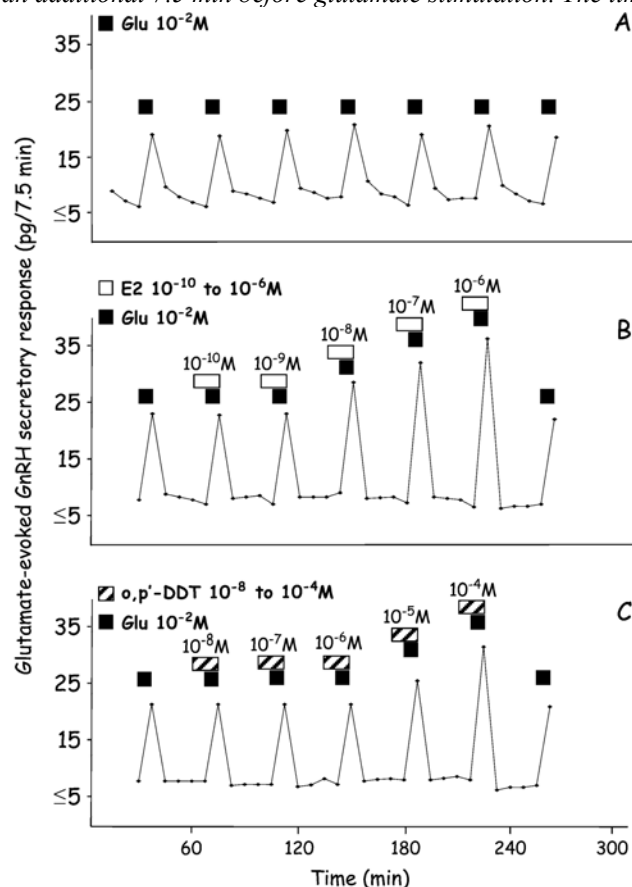 an additional 7.5 min before glutamate stimulation. The
Glu 10⁻²M
A
35
25
15
≤5
Glutamate-evoked GnRH secretory response (pg/7.5 min)
E2 10⁻¹⁰ to 10⁻⁶M
Glu 10⁻²M
B
10⁻¹⁰M
10⁻⁹M
10⁻⁸M
10⁻⁷M
10⁻⁶M
35
25
15
≤5
o,p'-DDT 10⁻⁸ to 10⁻⁴M
Glu 10⁻²M
C
10⁻⁸M
10⁻⁷M
10⁻⁶M
10⁻⁵M
10⁻⁴M
35
25
15
≤5
60
120
180
240
300
Time (min)